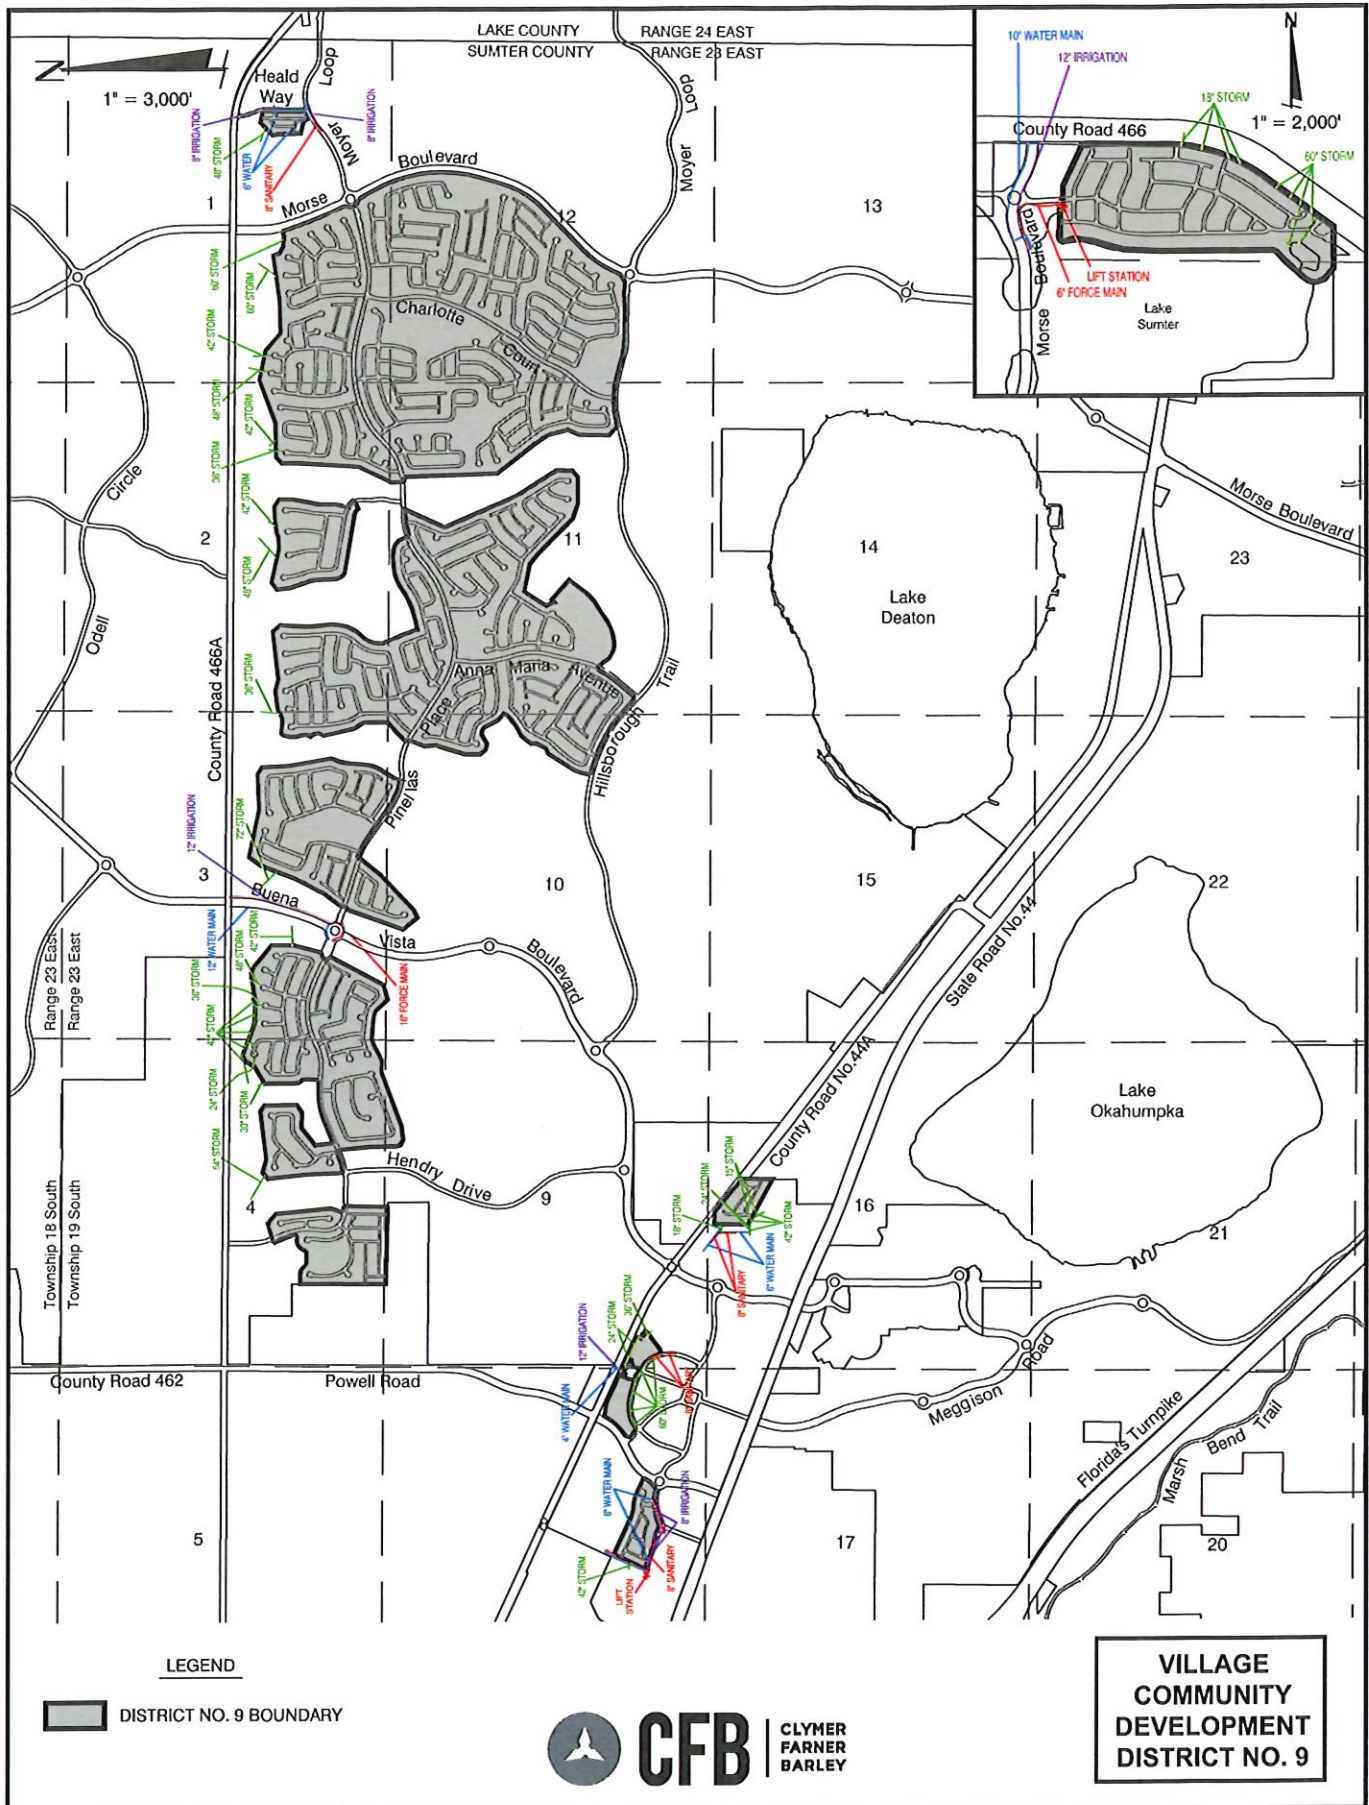 LAKE COUNTY
RANGE 24 EAST
SUMTER COUNTY
RANGE 23 EAST
N
1" = 3,000'
Heald
Way
Loop
Moyer
8" IRRIGATION
8" IRRIGATION
48" STORM
6" WATER
8" SANITARY
Morse
Boulevard
Moyer
Loop
1
12
13
N
1" = 2,000'
10" WATER MAIN
12" IRRIGATION
18" STORM
60" STORM
County Road 466
LIFT STATION
6" FORCE MAIN
Morse
Boulevard
Lake
Sumter
60" STORM
60" STORM
42" STORM
48" STORM
42" STORM
36" STORM
Charlotte
Court
42" STORM
48" STORM
36" STORM
Circle
Odell
County Road 466A
2
11
14
23
Lake
Deaton
Morse Boulevard
Anna Maria Avenue
Place
Pinellas
Hillsborough
Trail
72" STORM
12" IRRIGATION
3
10
15
22
Buena
Vista
Boulevard
12" WATER MAIN
16" FORCE MAIN
42" STORM
48" STORM
36" STORM
42" STORM
24" STORM
30" STORM
54" STORM
Range 23 East
Range 23 East
State Road No.44
County Road No.44A
Lake
Okahumpka
Hendry Drive
4
9
16
21
Township 18 South
Township 19 South
15" STORM
24" STORM
18" STORM
42" STORM
6" WATER MAIN
8" SANITARY
36" STORM
24" STORM
12" IRRIGATION
4" WATER MAIN
60" STORM
County Road 462
Powell Road
Meggison
Road
Florida's Turnpike
Marsh
Bend Trail
6" WATER MAIN
8" IRRIGATION
8" SANITARY
42" STORM
LIFT
STATION
5
17
20
LEGEND
DISTRICT NO. 9 BOUNDARY
CFB
CLYMER
FARNER
BARLEY
VILLAGE
COMMUNITY
DEVELOPMENT
DISTRICT NO. 9